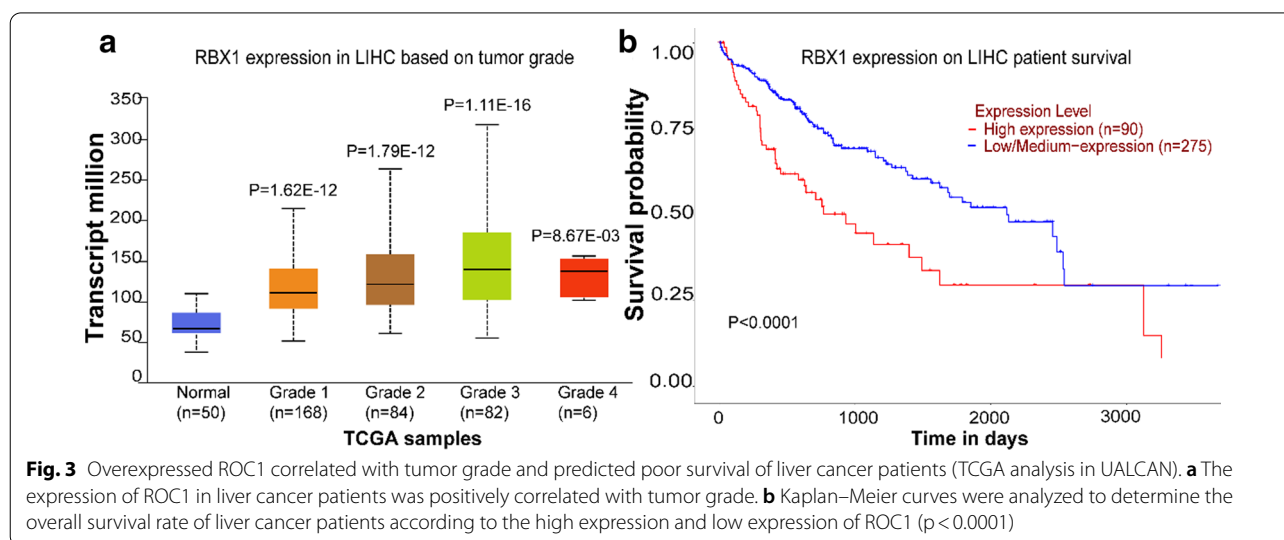 a
RBX1 expression in LIHC based on tumor grade
Transcript million
350
300
250
200
150
100
50
0
P=1.62E-12
P=1.79E-12
P=1.11E-16
P=8.67E-03
Normal
(n=50)
Grade 1
(n=168)
Grade 2
(n=84)
Grade 3
(n=82)
Grade 4
(n=6)
TCGA samples
b
RBX1 expression on LIHC patient survival
Survival probability
1.00
0.75
0.50
0.25
0.00
Expression Level
High expression (n=90)
Low/Medium-expression (n=275)
P<0.0001
0
1000
2000
3000
Time in days
Fig. 3 Overexpressed ROC1 correlated with tumor grade and predicted poor survival of liver cancer patients (TCGA analysis in UALCAN). a The
expression of ROC1 in liver cancer patients was positively correlated with tumor grade. b Kaplan–Meier curves were analyzed to determine the
overall survival rate of liver cancer patients according to the high expression and low expression of ROC1 (p < 0.0001)